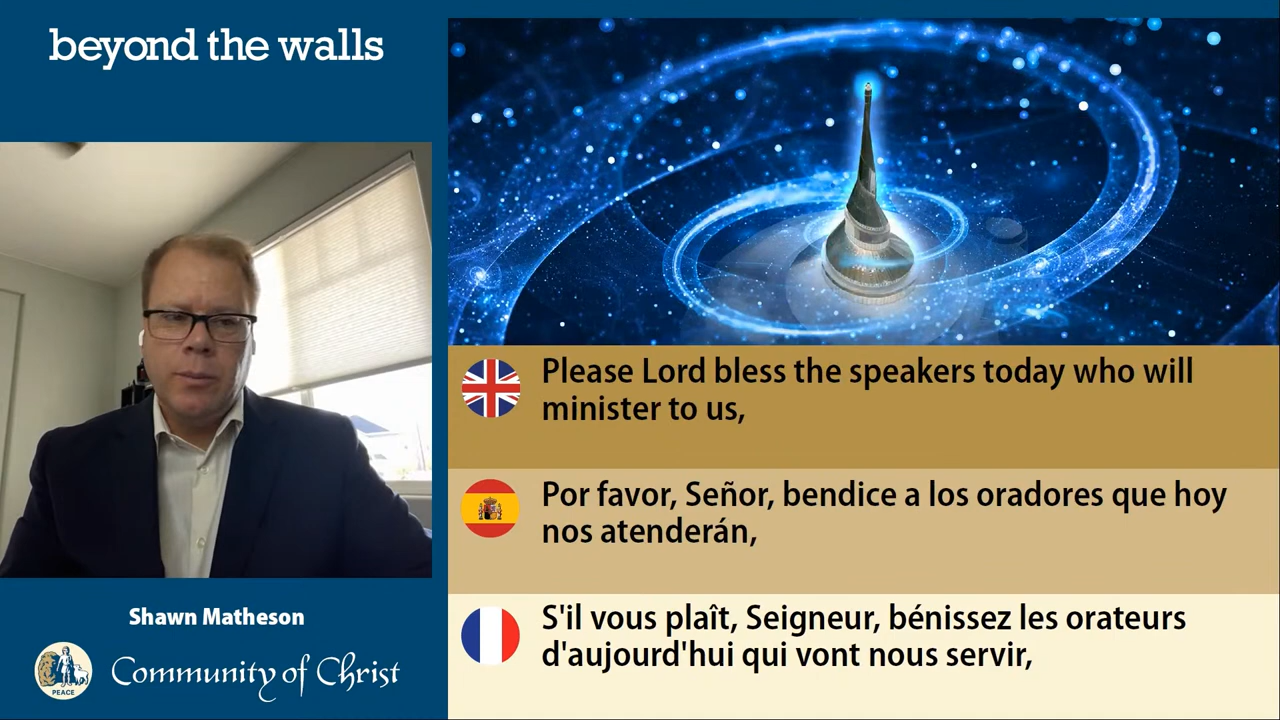 beyond the walls
Please Lord bless the speakers today who will
minister to us,
Por favor, Señor, bendice a los oradores que hoy
nos atenderán,
S'il vous plaît, Seigneur, bénissez les orateurs
d'aujourd'hui qui vont nous servir,
Shawn Matheson
PEACE
Community of Christ